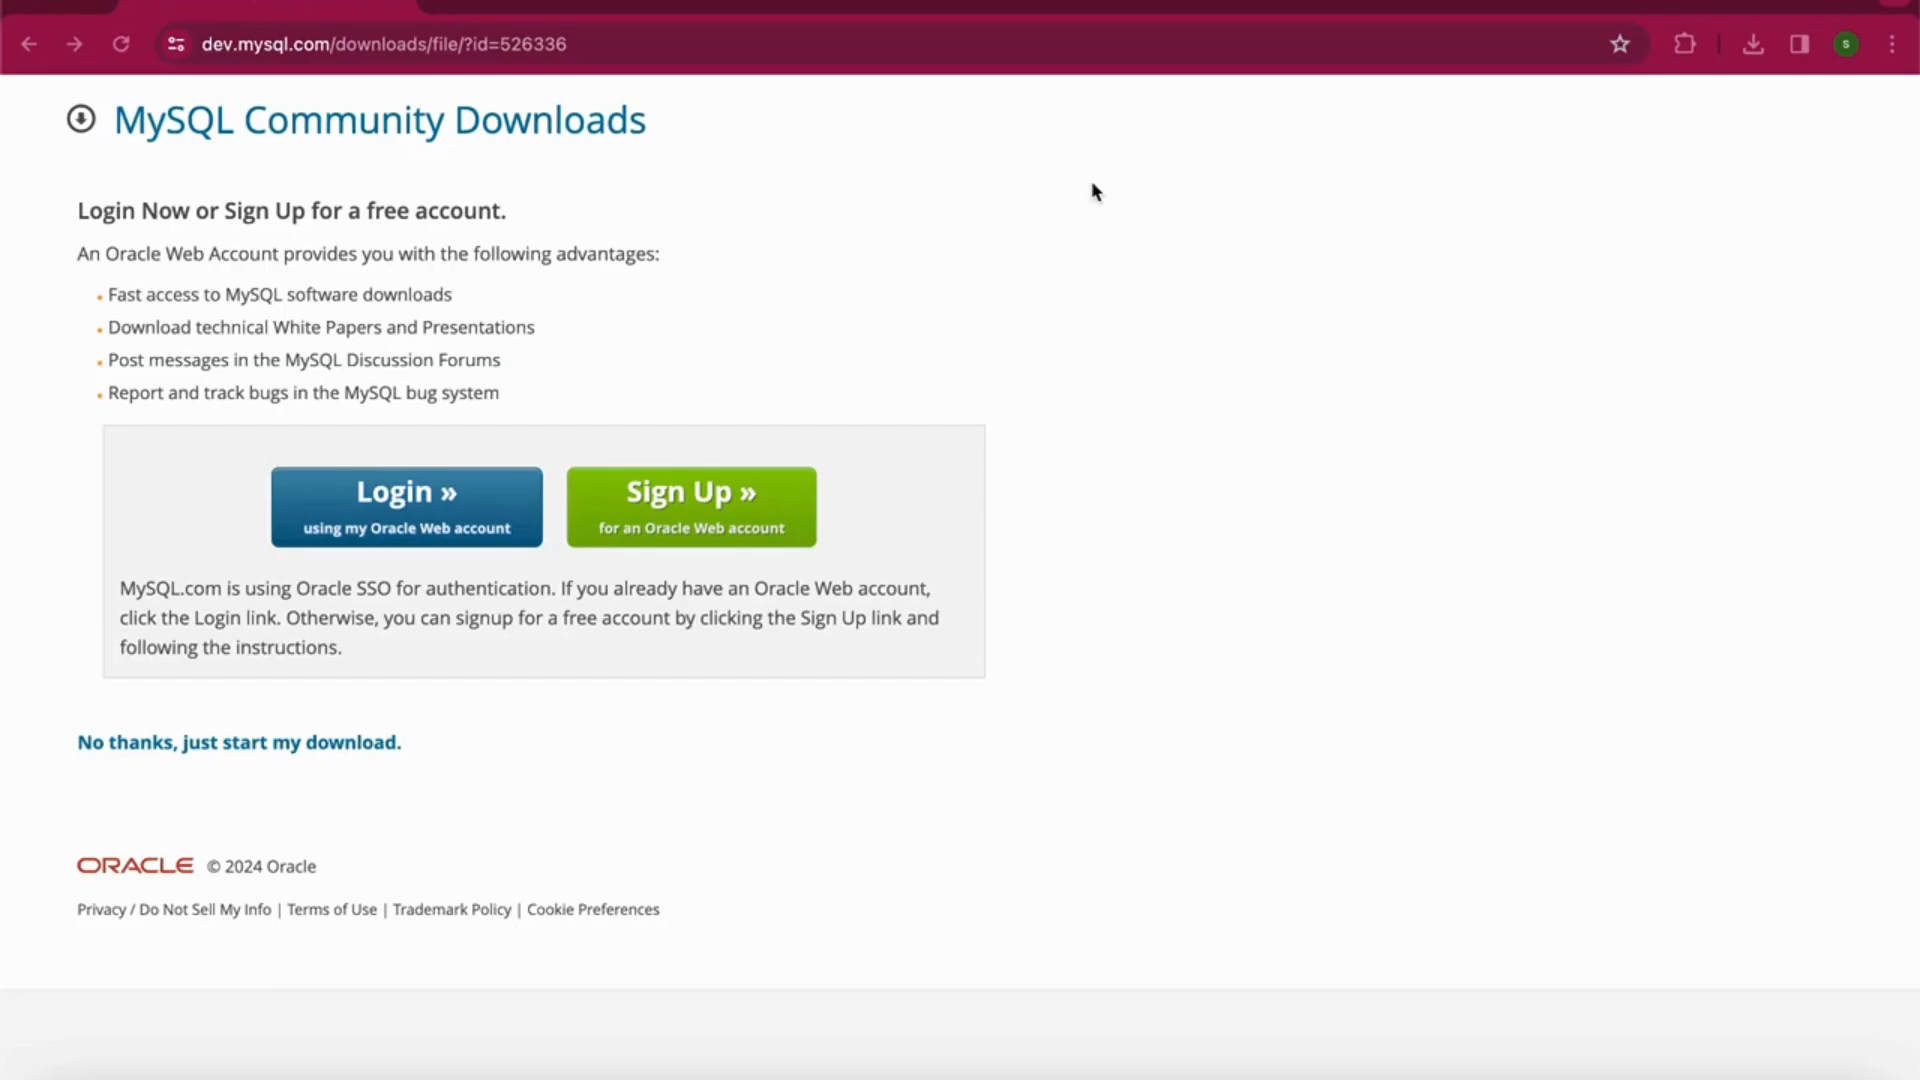 dev.mysql.com/downloads/file/?id=526336
S
MySQL Community Downloads
Login Now or Sign Up for a free account.
An Oracle Web Account provides you with the following advantages:
Fast access to MySQL software downloads
Download technical White Papers and Presentations
Post messages in the MySQL Discussion Forums
Report and track bugs in the MySQL bug system
Login »
using my Oracle Web account
Sign Up »
for an Oracle Web account
MySQL.com is using Oracle SSO for authentication. If you already have an Oracle Web account,
click the Login link. Otherwise, you can signup for a free account by clicking the Sign Up link and
following the instructions.
No thanks, just start my download.
ORACLE © 2024 Oracle
Privacy / Do Not Sell My Info | Terms of Use | Trademark Policy | Cookie Preferences